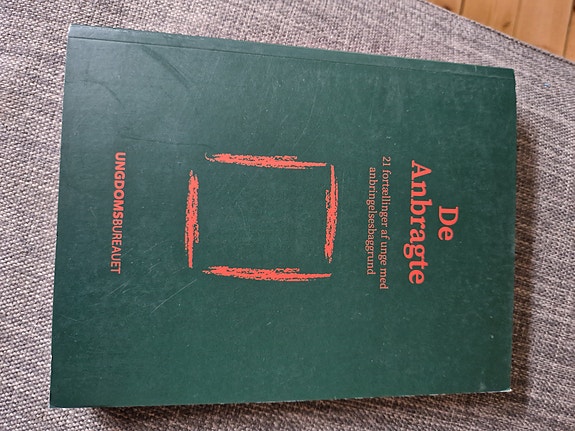 De
Anbragte
21 fortællinger af unge med
anbringelsesbaggrund
UNGDOMSBUREAUET